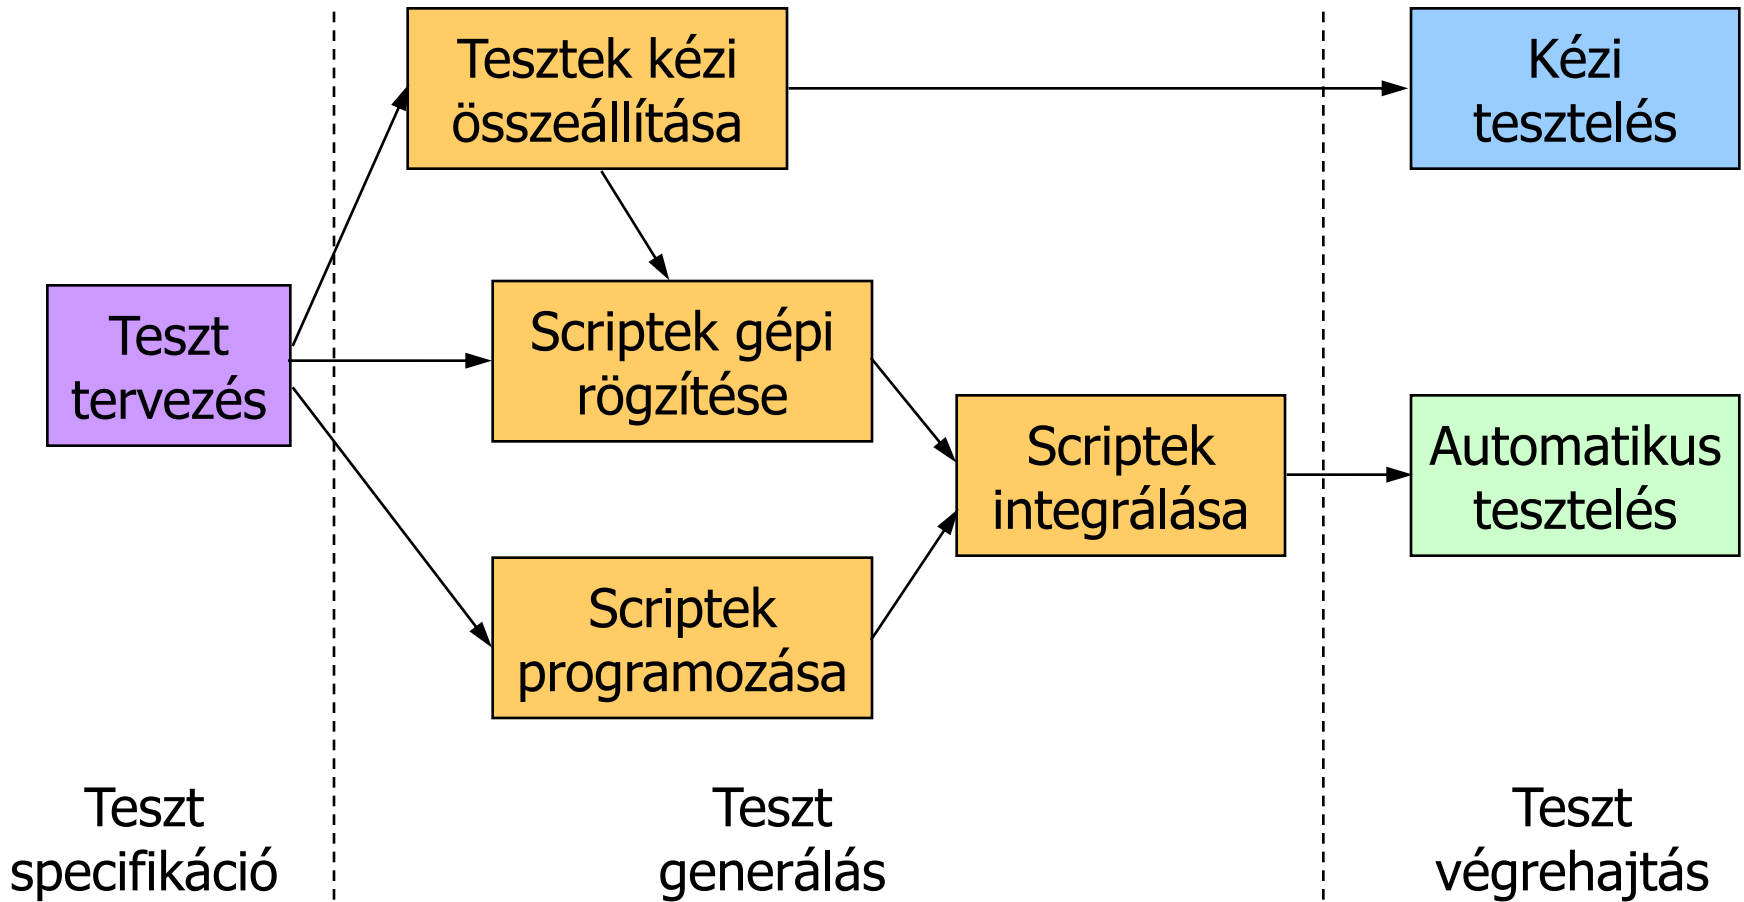 Tesztek kézi
összeállítása
Kézi
tesztelés
Teszt
tervezés
Scriptek gépi
rögzítése
Scriptek
integrálása
Automatikus
tesztelés
Scriptek
programozása
Teszt
specifikáció
Teszt
generálás
Teszt
végrehajtás